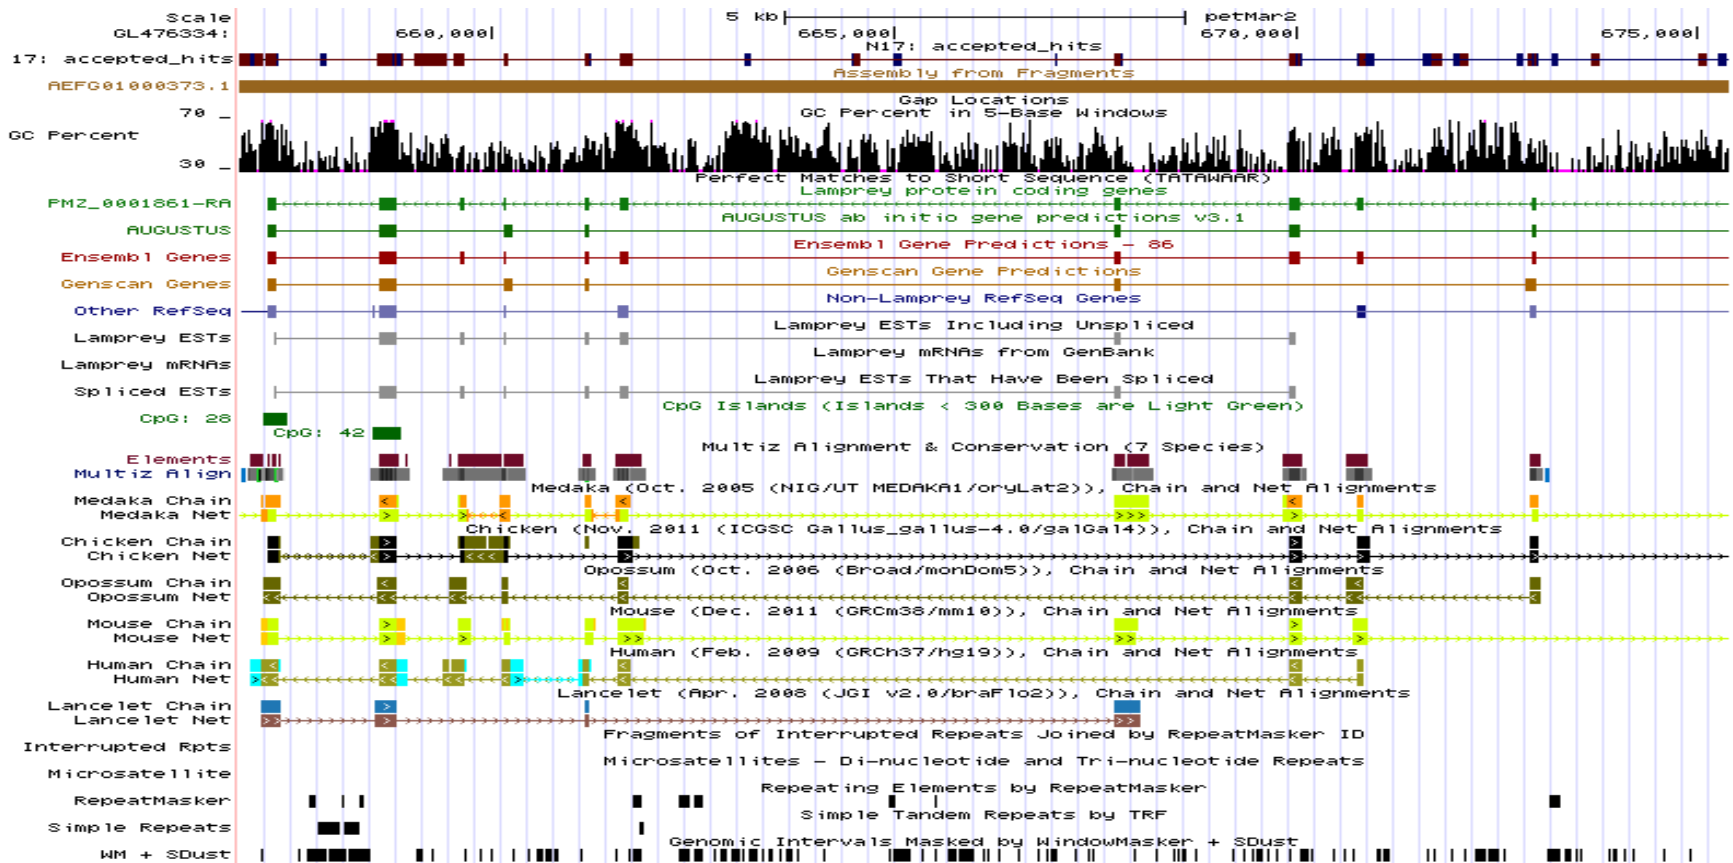 Scale 5 kb petMar2
GL476334: 660,000 665,000 670,000 675,000
N17: accepted_hits
17: accepted_hits
Assembly from Fragments
AEFG01000373.1
Gap Locations
GC Percent in 5-Base Windows
70 _
GC Percent
30 _
Perfect Matches to Short Sequence (TATAWAAR)
Lamprey protein coding genes
PMZ_0001861-RA
AUGUSTUS ab initio gene predictions v3.1
AUGUSTUS
Ensembl Gene Predictions - 86
Ensembl Genes
Genscan Gene Predictions
Genscan Genes
Non-Lamprey RefSeq Genes
Other RefSeq
Lamprey ESTs Including Unspliced
Lamprey ESTs
Lamprey mRNAs from GenBank
Lamprey mRNAs
Lamprey ESTs That Have Been Spliced
Spliced ESTs
CpG Islands (Islands < 300 Bases are Light Green)
CpG: 28
CpG: 42
Multiz Alignment & Conservation (7 Species)
Elements
Multiz Align
Medaka (Oct. 2005 (NIG/UT MEDAKA1/oryLat2)), Chain and Net Alignments
Medaka Chain
Medaka Net
Chicken (Nov. 2011 (ICGSC Gallus_gallus-4.0/galGal4)), Chain and Net Alignments
Chicken Chain
Chicken Net
Opossum (Oct. 2006 (Broad/monDom5)), Chain and Net Alignments
Opossum Chain
Opossum Net
Mouse (Dec. 2011 (GRCm38/mm10)), Chain and Net Alignments
Mouse Chain
Mouse Net
Human (Feb. 2009 (GRCh37/hg19)), Chain and Net Alignments
Human Chain
Human Net
Lancelet (Apr. 2008 (JGI v2.0/braFlo2)), Chain and Net Alignments
Lancelet Chain
Lancelet Net
Fragments of Interrupted Repeats Joined by RepeatMasker ID
Interrupted Rpts
Microsatellites - Di-nucleotide and Tri-nucleotide Repeats
Microsatellite
Repeating Elements by RepeatMasker
RepeatMasker
Simple Tandem Repeats by TRF
Simple Repeats
Genomic Intervals Masked by WindowMasker + SDust
WM + SDust